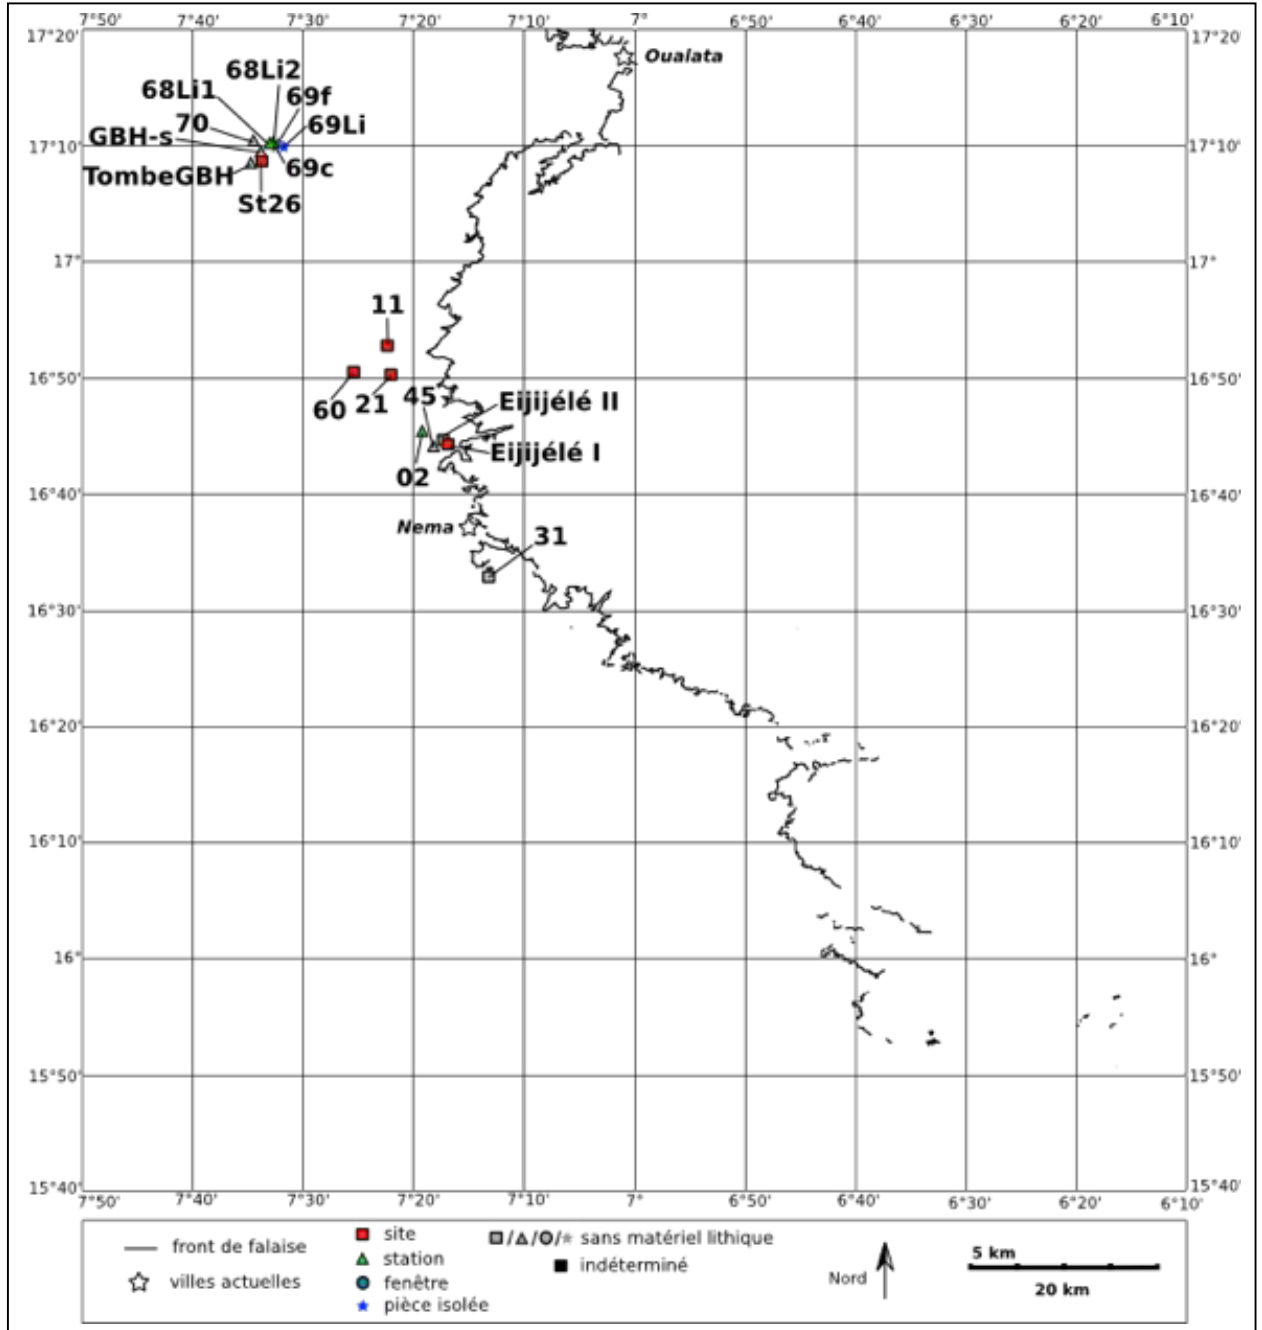 7°50' 7°40' 7°30' 7°20' 7°10' 7° 6°50' 6°40' 6°30' 6°20' 6°10'
17°20' 17°20'
Oualata
68Li2
68Li1 69f
70 69Li
GBH-s
17°10' 17°10'
69c
TombeGBH
St26
17° 17°
11
16°50' 16°50'
60 21 45 Eijijélé II
Eijijélé I
02
16°40' 16°40'
Nema
31
16°30' 16°30'
16°20' 16°20'
16°10' 16°10'
16° 16°
15°50' 15°50'
15°40' 15°40'
7°50' 7°40' 7°30' 7°20' 7°10' 7° 6°50' 6°40' 6°30' 6°20' 6°10'
front de falaise
villes actuelles
site
station
fenêtre
pièce isolée
/ / / sans matériel lithique
indéterminé
Nord
5 km
20 km